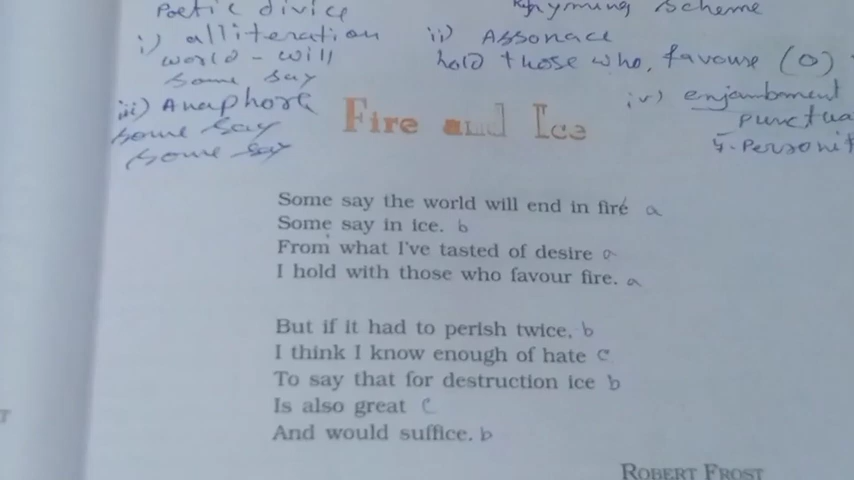 Poetic divice
Rhyming scheme
i) alliteration
world - will
some say
ii) Assonace
hold those who, favouse (o)
iii) Anaphora
some say
some say
iv) enjambement
punctua
5. Personif
Fire and Ice
Some say the world will end in fire a
Some say in ice. b
From what I've tasted of desire a
I hold with those who favour fire. a
But if it had to perish twice, b
I think I know enough of hate c
To say that for destruction ice b
Is also great c
And would suffice. b
ROBERT FROST
T